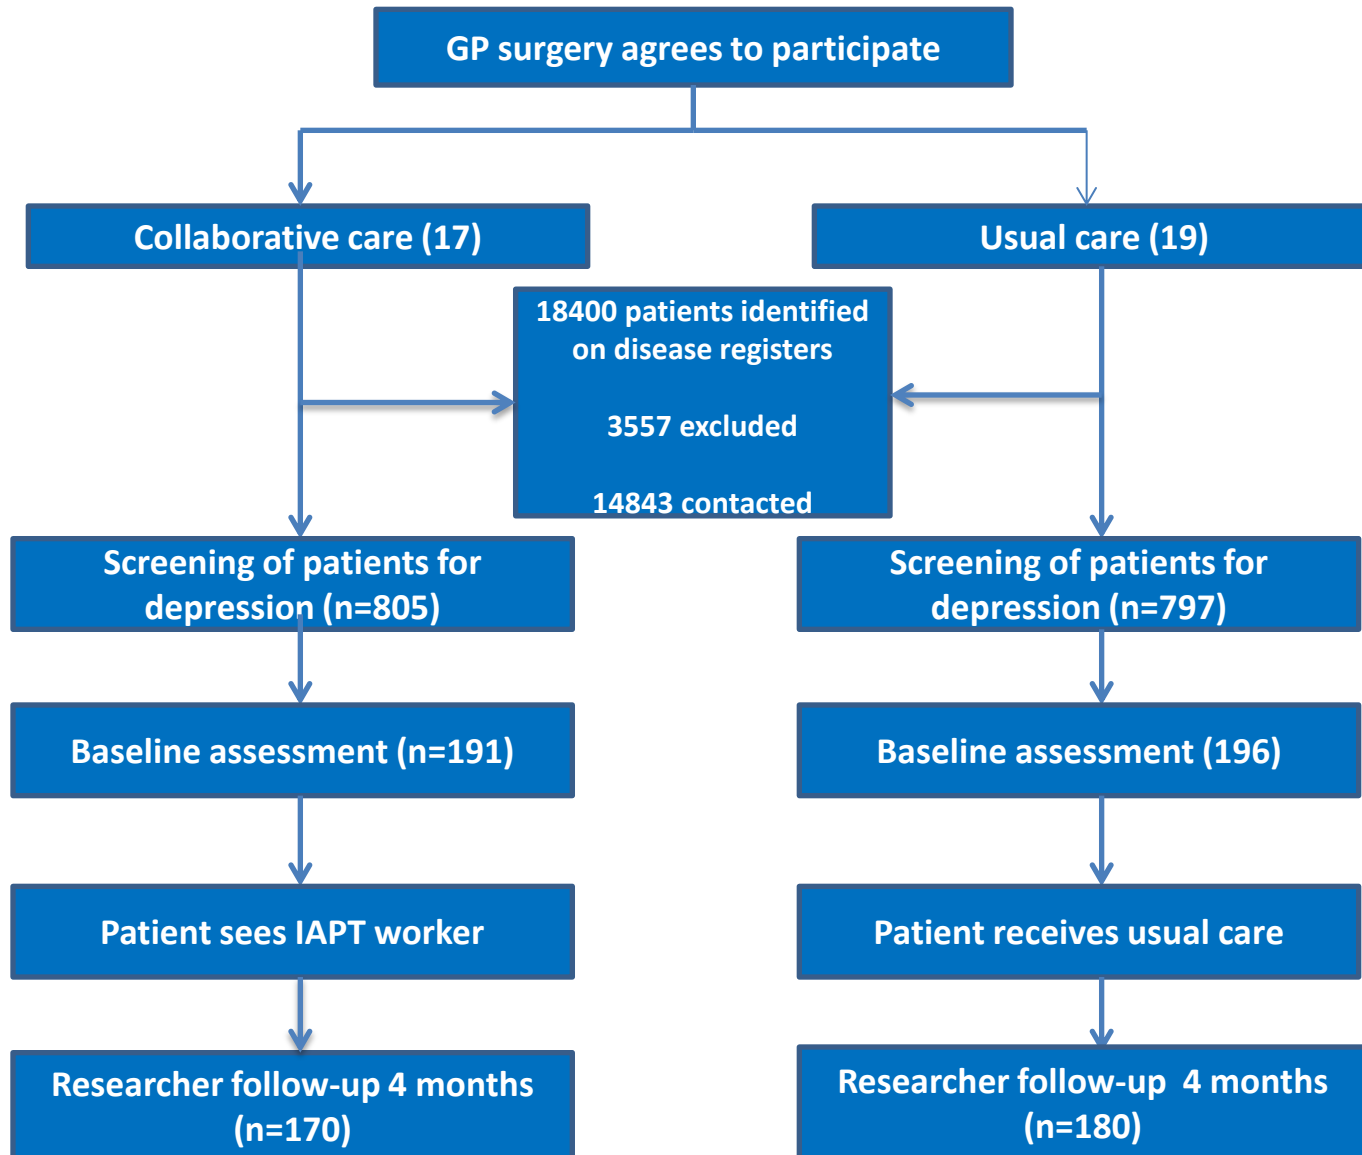 GP surgery agrees to participate
Collaborative care (17)
Usual care (19)
18400 patients identified
on disease registers
3557 excluded
14843 contacted
Screening of patients for
depression (n=805)
Screening of patients for
depression (n=797)
Baseline assessment (n=191)
Baseline assessment (196)
Patient sees IAPT worker
Patient receives usual care
Researcher follow-up 4 months
(n=170)
Researcher follow-up  4 months
(n=180)